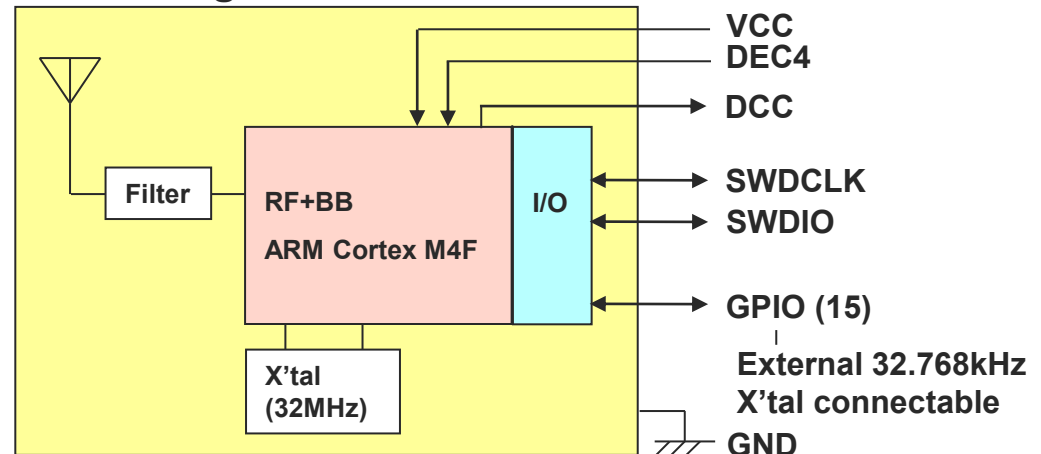 VCC
DEC4
DCC
Filter
RF+BB
ARM Cortex M4F
I/O
SWDCLK
SWDIO
GPIO (15)
External 32.768kHz
X'tal connectable
X'tal
(32MHz)
GND